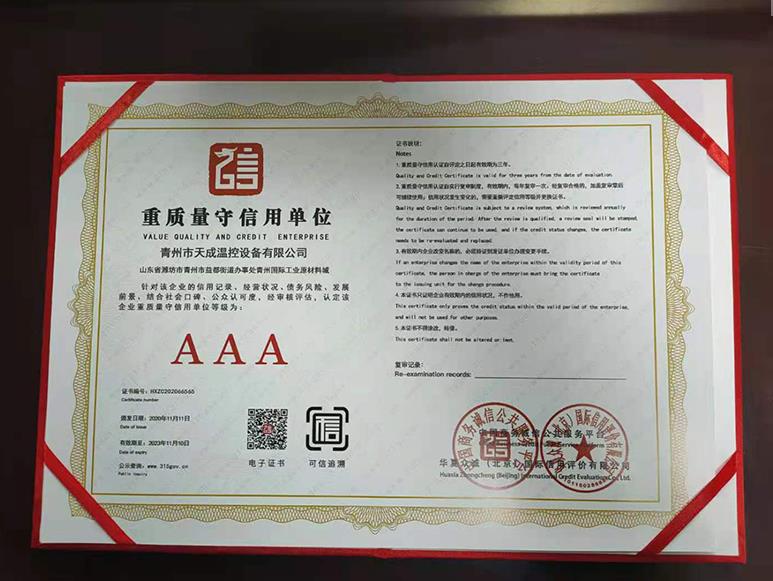 重质量守信用单位
VALUE QUALITY AND CREDIT ENTERPRISE
青州市天成温控设备有限公司
山东省潍坊市青州市益都街道办事处青州国际工业原材料城
针对该企业的信用记录、经营状况、债务风险、发展
前景、结合社会口碑、公众认可度，经审核评估，认定该
企业重质量守信用单位等级为：
AAA
证书编号：HXZC202066565
Certificate number
颁发日期：2020年11月11日
Date of issue
有效期至：2023年11月10日
Date of expiry
公示查询：www.315gov.cn
Public inquiry
电子证书
可信追溯
证书说明：
Notes
1. 重质量守信用认证自评定之日起有效期为三年。
Quality and Credit Certificate is valid for three years from the date of evaluation.
2. 重质量守信用认证自实行复审制度，有效期内，每年复审一次，经复审合格的，加盖复审章后
可继续使用；信用状况发生变化的，需要重换评定信用等级并更换证书。
Quality and Credit Certificate is subject to a review system, which is reviewed annually
for the duration of the period. After the review is qualified, a review seal will be stamped,
the certificate can continue to be used, and if the credit status changes, the certificate
needs to be re-evaluated and replaced.
3. 有效期内企业改变名称的，必须持证到发证单位办理变更手续。
If an enterprise changes the name of the enterprise within the validity period of this
certificate, the person in charge of the enterprise must bring the certificate
to the issuing unit for the change procedure.
4. 本证书只证明企业有效期内的信用状况，不作他用。
This certificate only proves the credit status within the valid period of the enterprise,
and will not be used for other purposes.
5. 本证书不得涂改、转借。
This certificate shall not be altered or lent.
复审记录：
Re-examination records:
商务诚信公共服务平台
华夏众诚（北京）国际信用评价有限公司
Huaxia Zhongcheng (Beijing) International Credit Evaluation Co., Ltd.